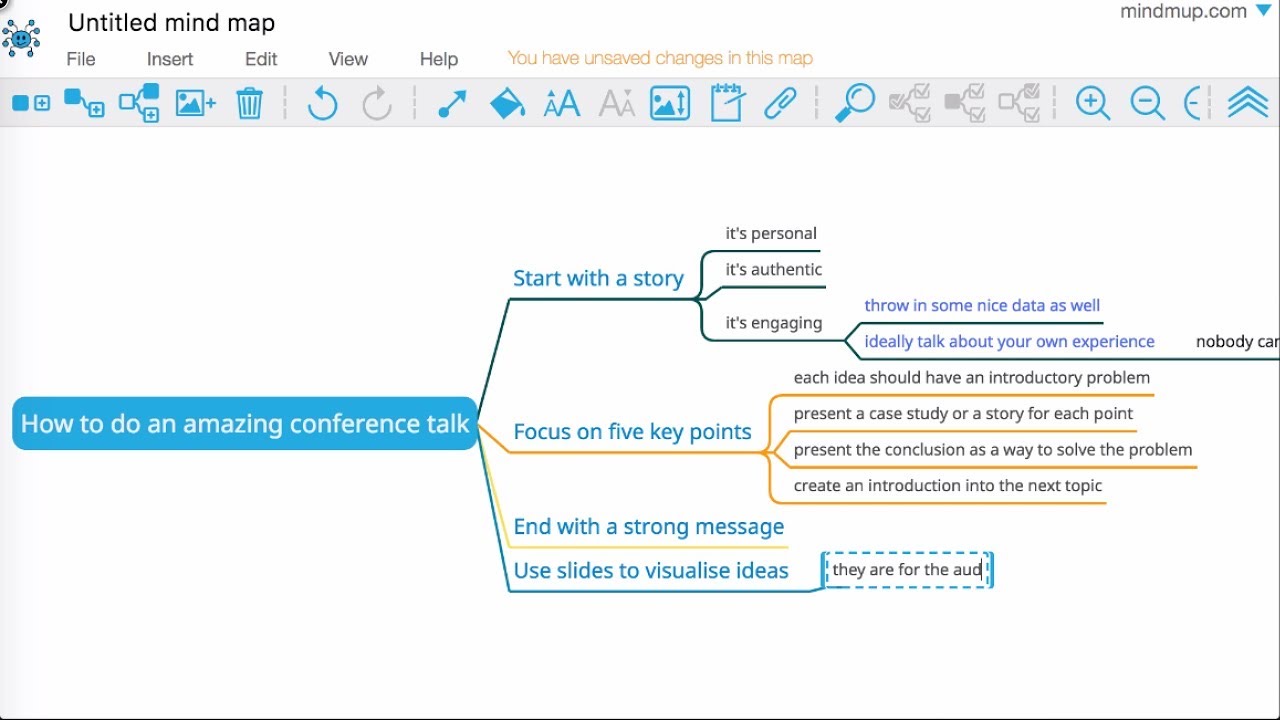 Untitled mind map
mindmup.com
File Insert Edit View Help You have unsaved changes in this map
it's personal
Start with a story
it's authentic
it's engaging
throw in some nice data as well
ideally talk about your own experience
nobody can
How to do an amazing conference talk
Focus on five key points
each idea should have an introductory problem
present a case study or a story for each point
present the conclusion as a way to solve the problem
create an introduction into the next topic
End with a strong message
Use slides to visualise ideas
they are for the aud